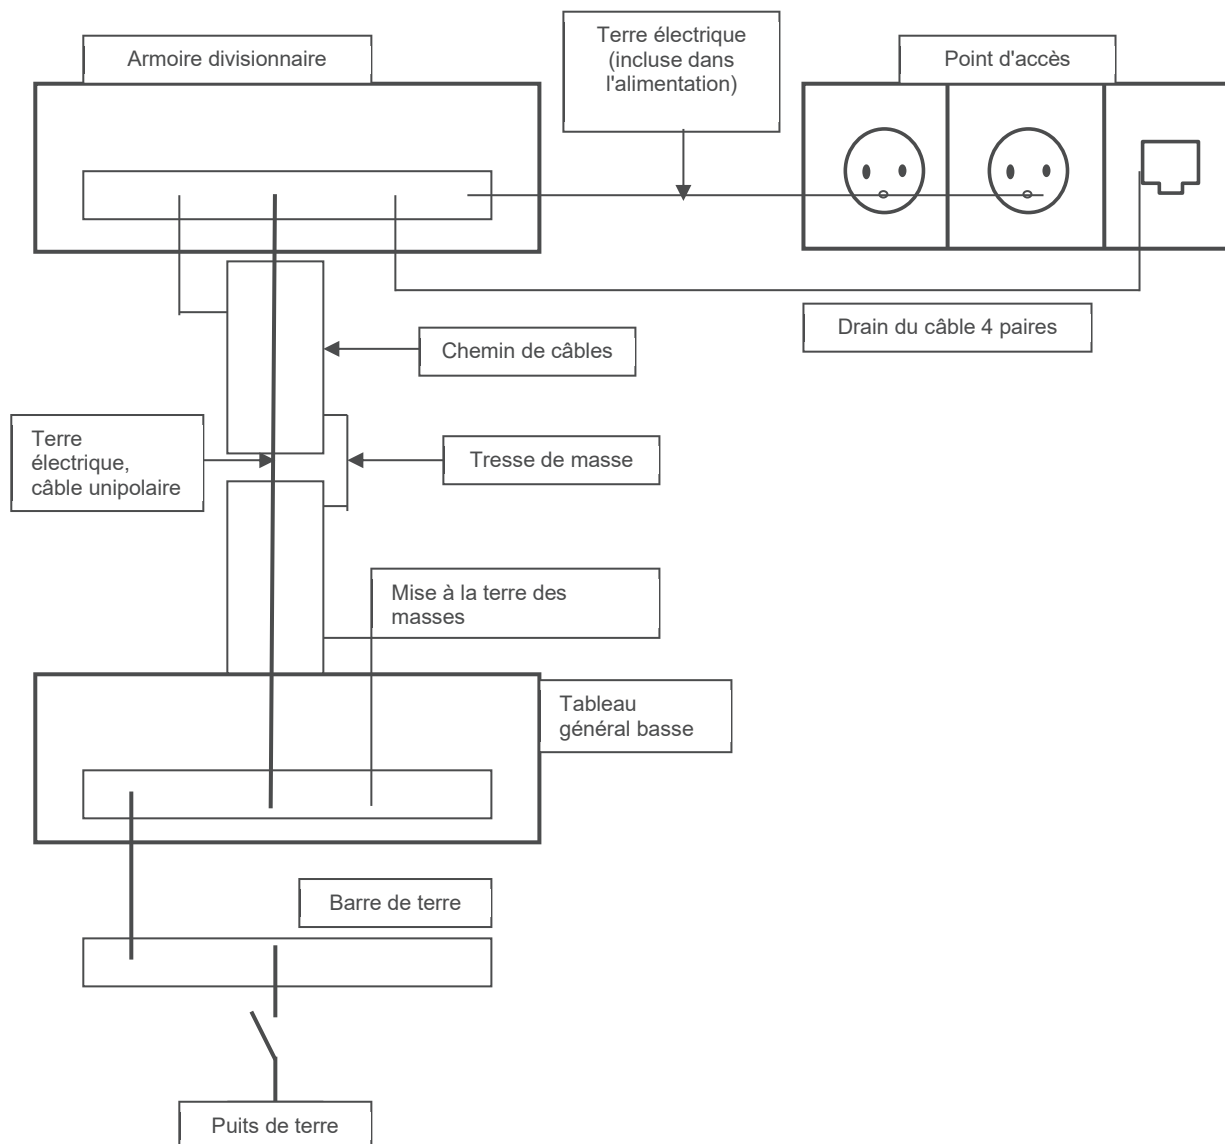 Armoire divisionnaire
Terre électrique
(incluse dans
l'alimentation)
Point d'accès
Drain du câble 4 paires
Chemin de câbles
Terre
électrique,
câble unipolaire
Tresse de masse
Mise à la terre des
masses
Tableau
général basse
Barre de terre
Puits de terre